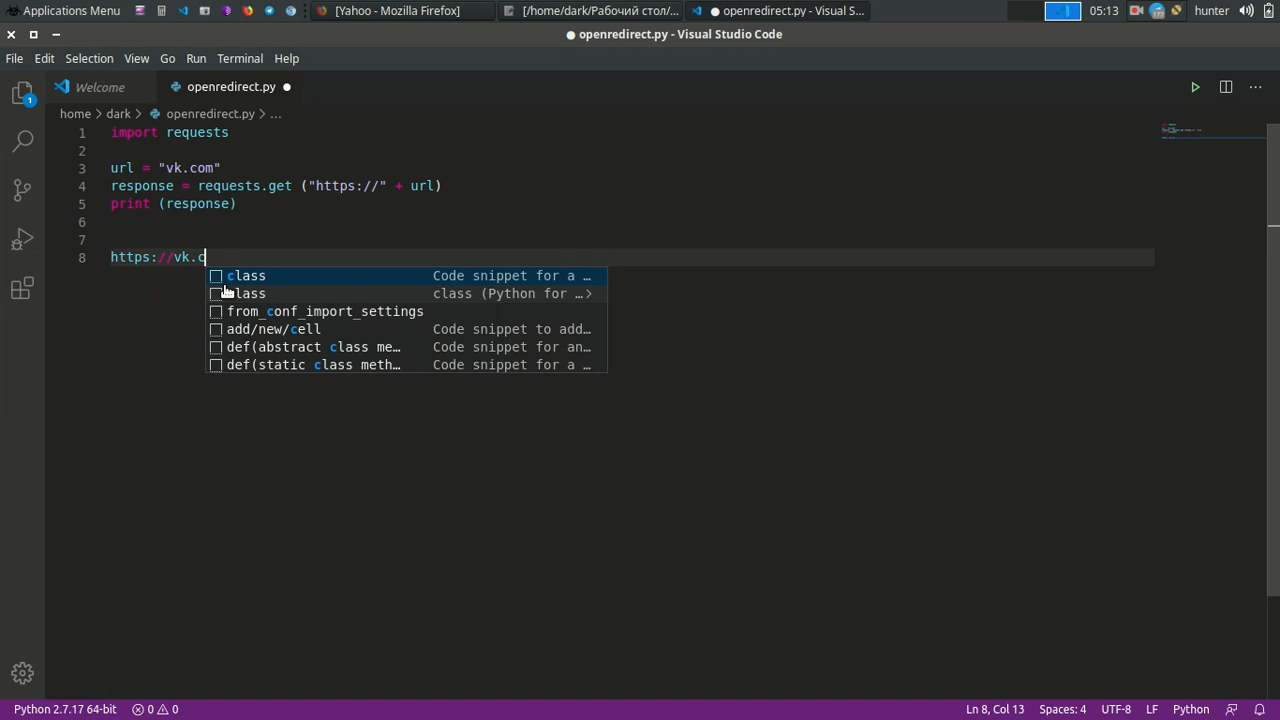 Applications Menu
[Yahoo - Mozilla Firefox]
[/home/dark/Рабочий стол/...
● openredirect.py - Visual S...
05:13
hunter
● openredirect.py - Visual Studio Code
File Edit Selection View Go Run Terminal Help
Welcome
openredirect.py ●
home > dark > openredirect.py > ...
1 import requests
2
3 url = "vk.com"
4 response = requests.get ("https://" + url)
5 print (response)
6
7
8 https://vk.c
class Code snippet for a …
lass class (Python for …>
from_conf_import_settings
add/new/cell Code snippet to add…
def(abstract class me… Code snippet for an…
def(static class meth… Code snippet for a …
1
Python 2.7.17 64-bit 0 0 Ln 8, Col 13 Spaces: 4 UTF-8 LF Python